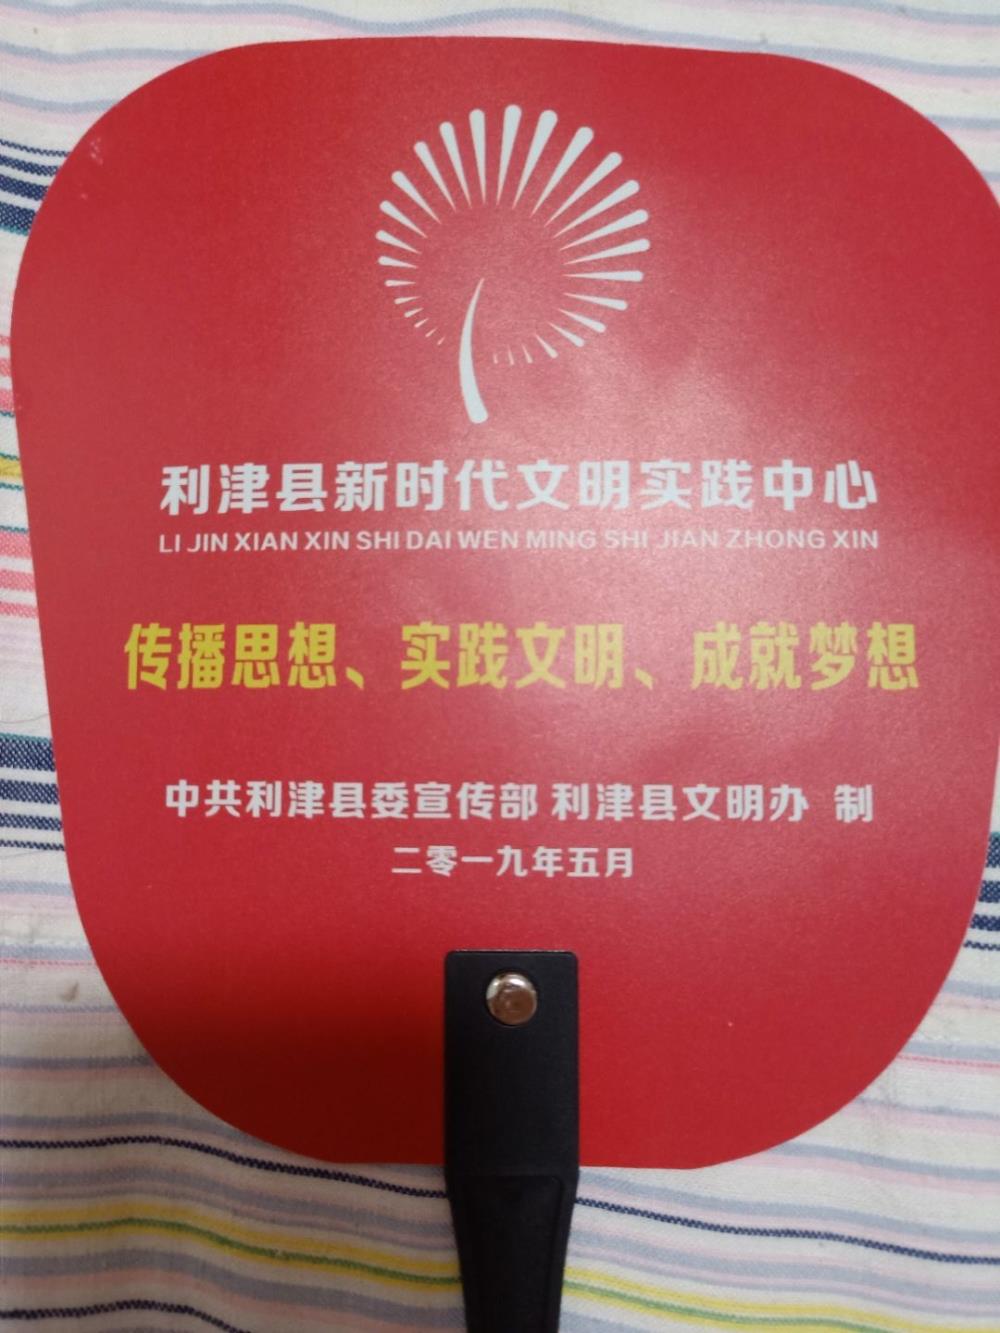 利津县新时代文明实践中心
LI JIN XIAN XIN SHI DAI WEN MING SHI JIAN ZHONG XIN
传播思想、实践文明、成就梦想
中共利津县委宣传部 利津县文明办 制
二零一九年五月